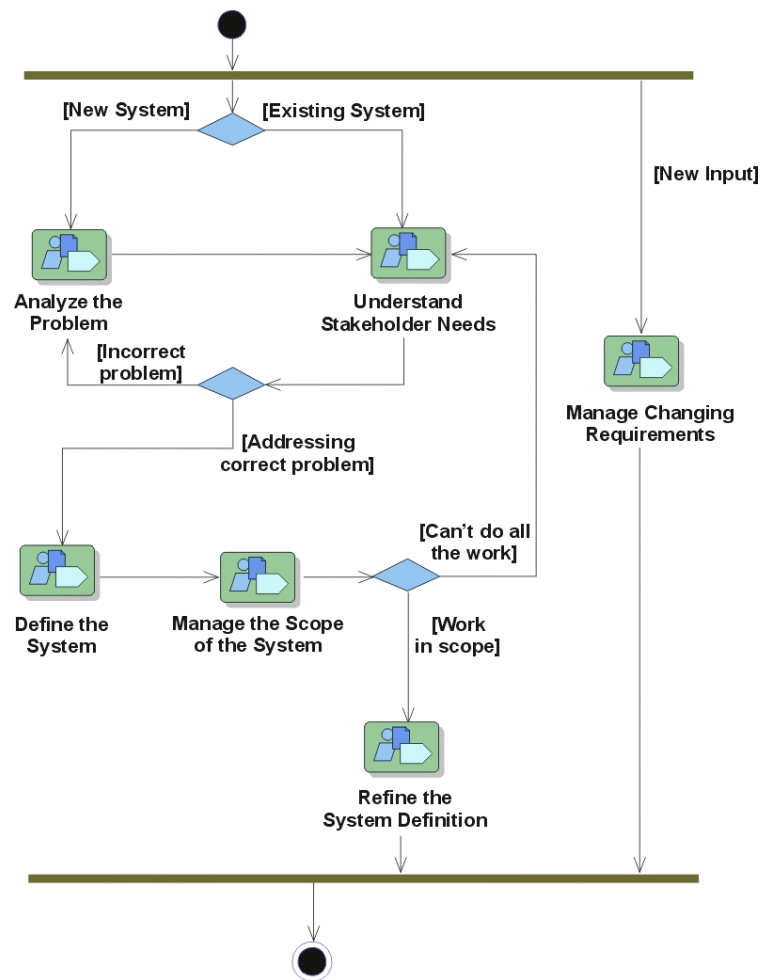 [New System]
[Existing System]
[New Input]
Analyze the
Problem
Understand
Stakeholder Needs
[Incorrect
problem]
Manage Changing
Requirements
[Addressing
correct problem]
[Can't do all
the work]
Define the
System
Manage the Scope
of the System
[Work
in scope]
Refine the
System Definition